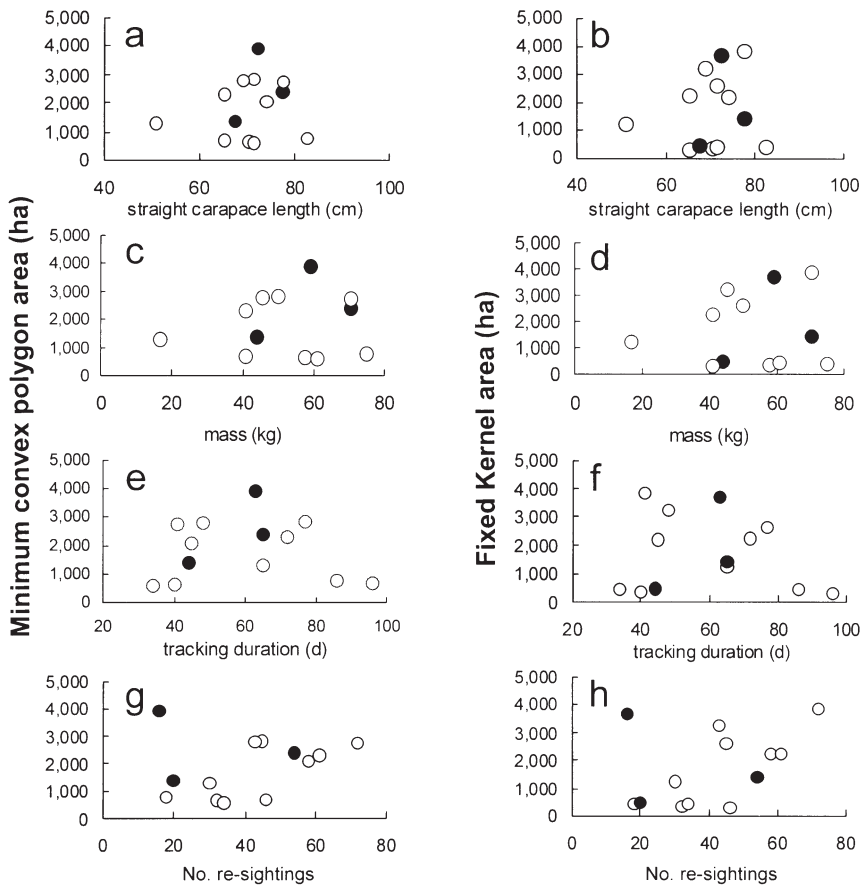 Minimum convex polygon area (ha)
Fixed Kernel area (ha)
a
5,000
4,000
3,000
2,000
1,000
0
40 60 80 100
straight carapace length (cm)
b
5,000
4,000
3,000
2,000
1,000
0
40 60 80 100
straight carapace length (cm)
c
5,000
4,000
3,000
2,000
1,000
0
0 20 40 60 80
mass (kg)
d
5,000
4,000
3,000
2,000
1,000
0
0 20 40 60 80
mass (kg)
e
5,000
4,000
3,000
2,000
1,000
0
20 40 60 80 100
tracking duration (d)
f
5,000
4,000
3,000
2,000
1,000
0
20 40 60 80 100
tracking duration (d)
g
5,000
4,000
3,000
2,000
1,000
0
0 20 40 60 80
No. re-sightings
h
5,000
4,000
3,000
2,000
1,000
0
0 20 40 60 80
No. re-sightings